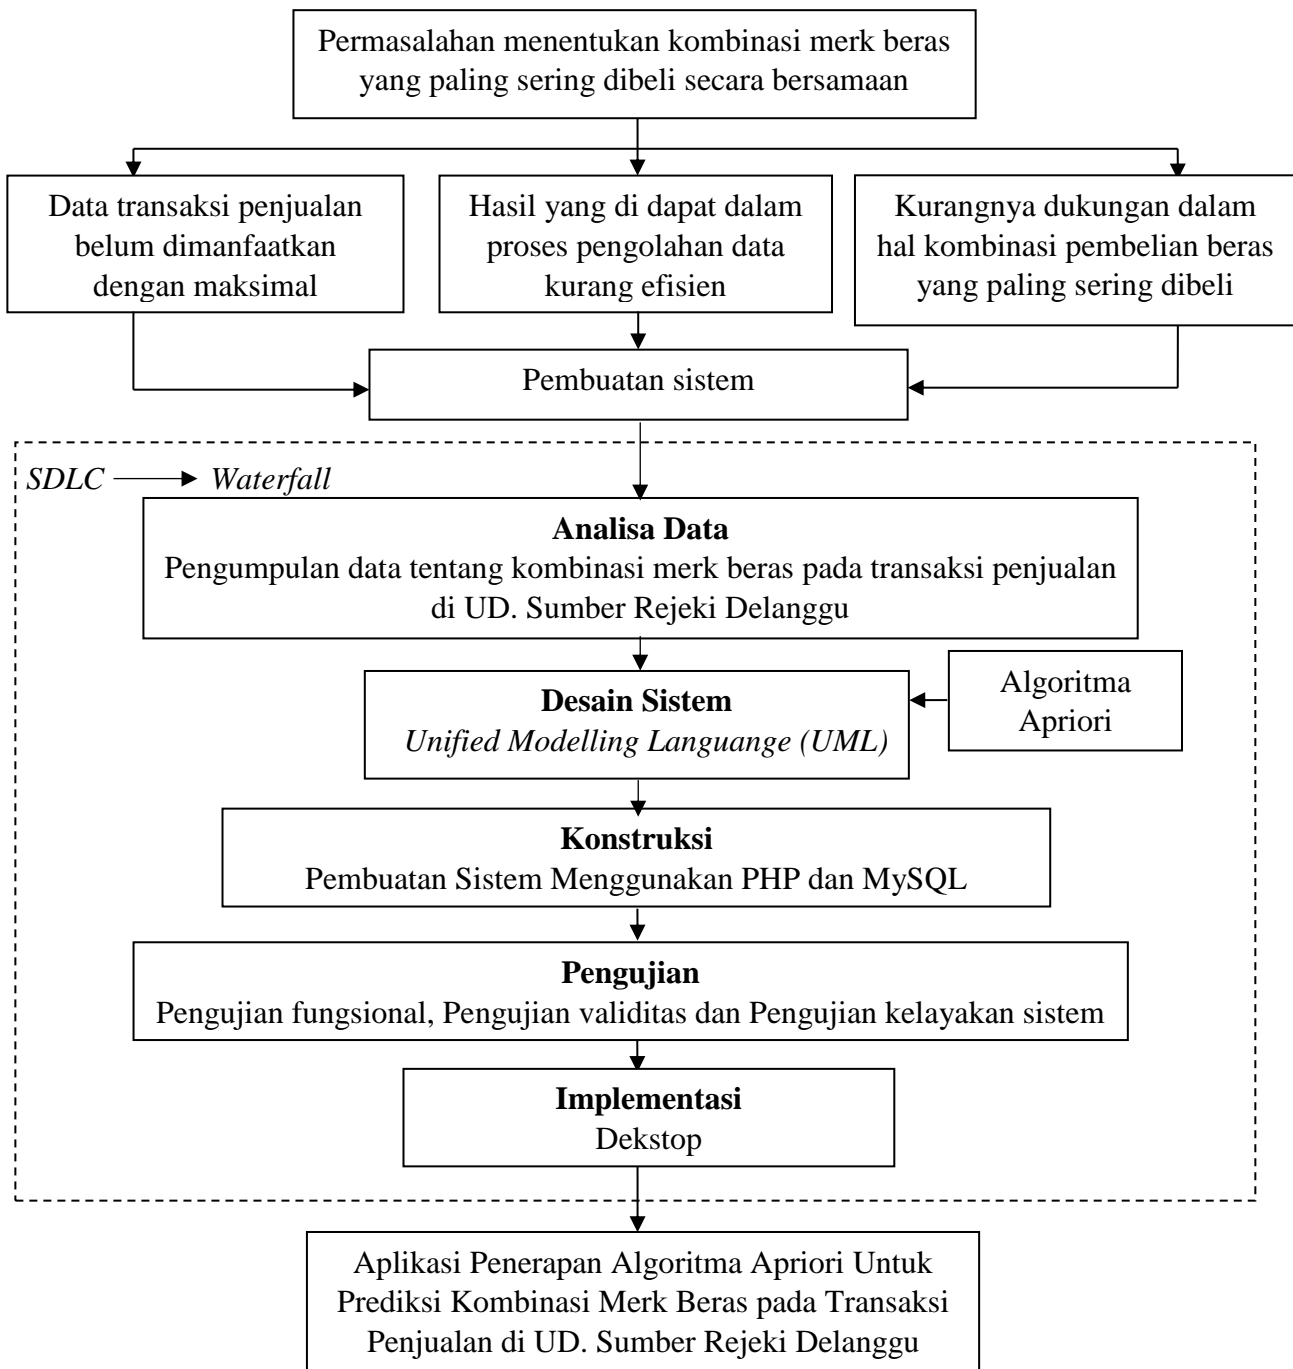 Permasalahan menentukan kombinasi merk beras
yang paling sering dibeli secara bersamaan
Data transaksi penjualan
belum dimanfaatkan
dengan maksimal
Hasil yang di dapat dalam
proses pengolahan data
kurang efisien
Kurangnya dukungan dalam
hal kombinasi pembelian beras
yang paling sering dibeli
Pembuatan sistem
SDLC Waterfall
Analisa Data
Pengumpulan data tentang kombinasi merk beras pada transaksi penjualan
di UD. Sumber Rejeki Delanggu
Desain Sistem
Unified Modelling Languange (UML)
Algoritma
Apriori
Konstruksi
Pembuatan Sistem Menggunakan PHP dan MySQL
Pengujian
Pengujian fungsional, Pengujian validitas dan Pengujian kelayakan sistem
Implementasi
Dekstop
Aplikasi Penerapan Algoritma Apriori Untuk
Prediksi Kombinasi Merk Beras pada Transaksi
Penjualan di UD. Sumber Rejeki Delanggu